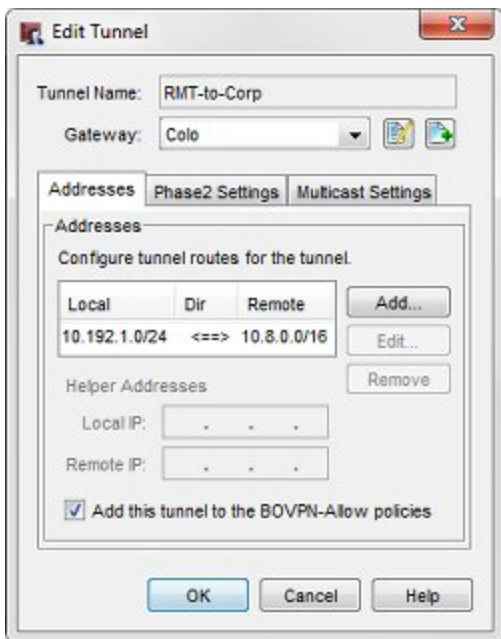 Edit Tunnel
Tunnel Name: RMT-to-Corp
Gateway: Colo
Addresses Phase2 Settings Multicast Settings
Addresses
Configure tunnel routes for the tunnel.
Local Dir Remote Add...
10.192.1.0/24 <==> 10.8.0.0/16 Edit...
Helper Addresses Remove
Local IP: . . .
Remote IP: . . .
Add this tunnel to the BOVPN-Allow policies
OK Cancel Help